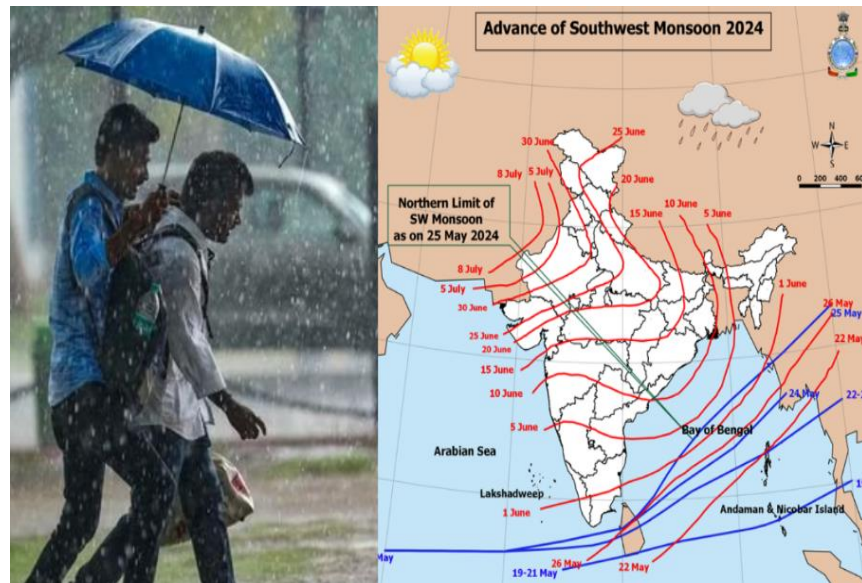 Advance of Southwest Monsoon 2024
N
W E
S
0 200 400
Northern Limit of
SW Monsoon
as on 25 May 2024
30 June
25 June
8 July
5 July
20 June
10 June
15 June
5 June
1 June
8 July
5 July
30 June
25 June
20 June
15 June
10 June
5 June
1 June
26 May
25 May
22 May
24 May
Bay of Bengal
Arabian Sea
Lakshadweep
Andaman & Nicobar Island
May
26 May
19-21 May
22 May